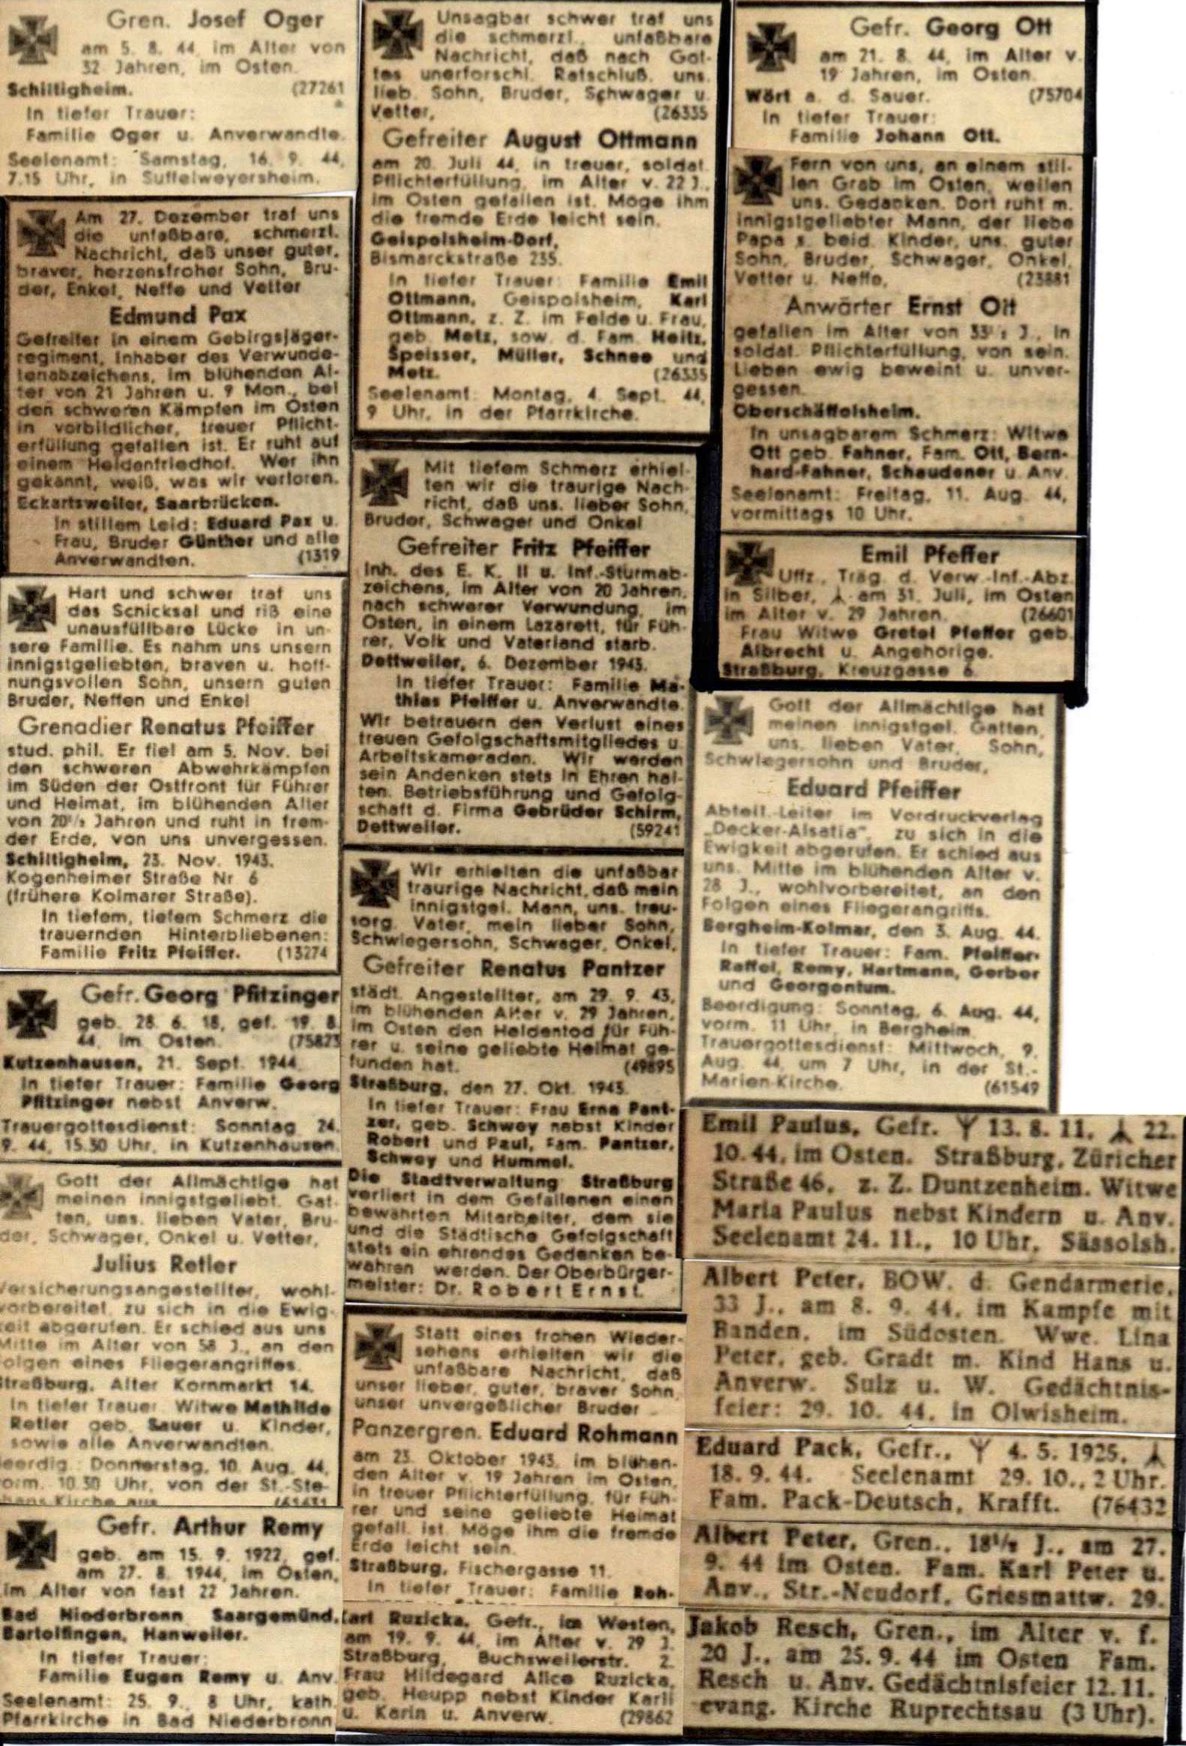 Gren. Josef Oger
am 5. 8. 44, im Alter von
32 Jahren, im Osten.
Schiltigheim. (27261
In tiefer Trauer:
Familie Oger u. Anverwandte.
Seelenamt: Samstag, 16. 9. 44,
7.15 Uhr, in Suffelweyersheim.
Am 27. Dezember traf uns
die unfaßbare, schmerzl.
Nachricht, daß unser guter,
braver, herzensfroher Sohn, Bru-
der, Enkel, Neffe und Vetter
Edmund Pax
Gefreiter in einem Gebirgsjäger-
regiment, Inhaber des Verwunde-
tenabzeichens, im blühenden Al-
ter von 21 Jahren u. 9 Mon., bei
den schweren Kämpfen im Osten
in vorbildlicher, treuer Pflicht-
erfüllung gefallen ist. Er ruht auf
einem Heldenfriedhof. Wer ihn
gekannt, weiß, was wir verloren.
Eckartsweiler, Saarbrücken.
In stillem Leid: Eduard Pax u.
Frau, Bruder Günther und alle
Anverwandten. (1319
Hart und schwer traf uns
das Schicksal und riß eine
unausfüllbare Lücke in un-
sere Familie. Es nahm uns unsern
innigstgeliebten, braven u. hoff-
nungsvollen Sohn, unsern guten
Bruder, Neffen und Enkel
Grenadier Renatus Pfeiffer
stud. phil. Er fiel am 5. Nov. bei
den schweren Abwehrkämpfen
im Süden der Ostfront für Führer
und Heimat, im blühenden Alter
von 20½ Jahren und ruht in frem-
der Erde, von uns unvergessen.
Schiltigheim, 23. Nov. 1943.
Kogenheimer Straße Nr 6
(frühere Kolmarer Straße).
In tiefem, tiefem Schmerz die
trauernden Hinterbliebenen:
Familie Fritz Pfeiffer. (13274
Gefr. Georg Pfitzinger
geb. 28. 6. 18, gef. 19. 8.
44, im Osten. (75823
Kutzenhausen, 21. Sept. 1944.
In tiefer Trauer: Familie Georg
Pfitzinger nebst Anverw.
Trauergottesdienst: Sonntag 24.
9. 44, 15.30 Uhr, in Kutzenhausen.
Gott der Allmächtige hat
meinen innigstgeliebt. Gat-
ten, uns. lieben Vater, Bru-
der, Schwager, Onkel u. Vetter,
Julius Retler
Versicherungsangestellter, wohl-
vorbereitet, zu sich in die Ewig-
keit abgerufen. Er schied aus uns
Mitte im Alter von 58 J., an den
Folgen eines Fliegerangriffes.
Straßburg, Alter Kornmarkt 14.
In tiefer Trauer: Witwe Mathilde
Retler geb. Sauer u. Kinder,
sowie alle Anverwandten.
Beerdig.: Donnerstag, 10. Aug. 44,
vorm. 10.30 Uhr, von der St.-Ste-
phans-Kirche aus. (61431
Gefr. Arthur Remy
geb. am 15. 9. 1922, gef.
am 27. 8. 1944, im Osten,
im Alter von fast 22 Jahren.
Bad Niederbronn Saargemünd,
Bartolfingen, Hanweiler.
In tiefer Trauer:
Familie Eugen Remy u. Anv.
Seelenamt: 25. 9., 8 Uhr, kath.
Pfarrkirche in Bad Niederbronn
Unsagbar schwer traf uns
die schmerzl., unfaßbare
Nachricht, daß nach Got-
tes unerforschl. Ratschluß, uns.
lieb. Sohn, Bruder, Schwager u.
Vetter, (26335
Gefreiter August Ottmann
am 20. Juli 44, in treuer, soldat.
Pflichterfüllung, im Alter v. 22 J.,
im Osten gefallen ist. Möge ihm
die fremde Erde leicht sein.
Geispolsheim-Dorf,
Bismarckstraße 235.
In tiefer Trauer: Familie Emil
Ottmann, Geispolsheim, Karl
Ottmann, z. Z. im Felde u. Frau,
geb. Metz, sow. d. Fam. Heitz,
Speisser, Müller, Schnee und
Metz. (26335
Seelenamt: Montag, 4. Sept. 44,
9 Uhr, in der Pfarrkirche.
Mit tiefem Schmerz erhiel-
ten wir die traurige Nach-
richt, daß uns. lieber Sohn,
Bruder, Schwager und Onkel
Gefreiter Fritz Pfeiffer
Inh. des E. K. II u. Inf.-Sturmab-
zeichens, im Alter von 20 Jahren,
nach schwerer Verwundung, im
Osten, in einem Lazarett, für Füh-
rer, Volk und Vaterland starb.
Dettweiler, 6. Dezember 1943.
In tiefer Trauer: Familie Ma-
thias Pfeiffer u. Anverwandte.
Wir betrauern den Verlust eines
treuen Gefolgschaftsmitgliedes u.
Arbeitskameraden. Wir werden
sein Andenken stets in Ehren hal-
ten. Betriebsführung und Gefolg-
schaft d. Firma Gebrüder Schirm,
Dettweiler. (59241
Wir erhielten die unfaßbar
traurige Nachricht, daß mein
innigstgel. Mann, uns. treu-
sorg. Vater, mein lieber Sohn,
Schwiegersohn, Schwager, Onkel,
Gefreiter Renatus Pantzer
städt. Angestellter, am 29. 9. 43,
im blühenden Alter v. 29 Jahren,
im Osten den Heldentod für Füh-
rer u. seine geliebte Heimat ge-
funden hat. (49895
Straßburg, den 27. Okt. 1943.
In tiefer Trauer: Frau Erna Pant-
zer, geb. Schwey nebst Kinder
Robert und Paul, Fam. Pantzer,
Schwey und Hummel.
Die Stadtverwaltung Straßburg
verliert in dem Gefallenen einen
bewährten Mitarbeiter, dem sie
und die Städtische Gefolgschaft
stets ein ehrendes Gedenken be-
wahren werden. Der Oberbürger-
meister: Dr. Robert Ernst.
Statt eines frohen Wieder-
sehens erhielten wir die
unfaßbare Nachricht, daß
unser lieber, guter, braver Sohn,
unser unvergeßlicher Bruder
Panzergren. Eduard Rohmann
am 23. Oktober 1943, im blühen-
den Alter v. 19 Jahren im Osten,
in treuer Pflichterfüllung, für Füh-
rer und seine geliebte Heimat
gefall. ist. Möge ihm die fremde
Erde leicht sein.
Straßburg, Fischergasse 11.
In tiefer Trauer: Familie Roh-
Karl Ruzicka, Gefr., im Westen,
am 19. 9. 44, im Alter v. 29 J.
Straßburg, Buchsweilerstr. 2.
Frau Hildegard Alice Ruzicka,
geb. Heupp nebst Kinder Karli
u. Karin u. Anverw. (29862
Gefr. Georg Ott
am 21. 8. 44, im Alter v.
19 Jahren, im Osten.
Wört a. d. Sauer. (75704
In tiefer Trauer:
Familie Johann Ott.
Fern von uns, an einem stil-
len Grab im Osten, weilen
uns. Gedanken. Dort ruht m.
innigstgeliebter Mann, der liebe
Papa s. beid. Kinder, uns. guter
Sohn, Bruder, Schwager, Onkel,
Vetter u. Neffe, (23881
Anwärter Ernst Ott
gefallen im Alter von 33½ J., in
soldat. Pflichterfüllung, von sein.
Lieben ewig beweint u. unver-
gessen.
Oberschäffolsheim.
In unsagbarem Schmerz: Witwe
Ott geb. Fahner, Fam. Ott, Bern-
hard-Fahner, Schaudener u. Anv.
Seelenamt: Freitag, 11. Aug. 44,
vormittags 10 Uhr.
Emil Pfeffer
Uffz., Träg. d. Verw.-Inf.-Abz.
in Silber, ᛣ am 31. Juli, im Osten
im Alter v. 29 Jahren. (26601
Frau Witwe Gretel Pfeffer geb.
Albrecht u. Angehörige.
Straßburg, Kreuzgasse 6.
Gott der Allmächtige hat
meinen innigstgel. Gatten,
uns. lieben Vater, Sohn,
Schwiegersohn und Bruder,
Eduard Pfeiffer
Abteil.-Leiter im Vordruckverlag
„Decker-Alsatia“, zu sich in die
Ewigkeit abgerufen. Er schied aus
uns. Mitte im blühenden Alter v.
28 J., wohlvorbereitet, an den
Folgen eines Fliegerangriffs.
Bergheim-Kolmar, den 3. Aug. 44.
In tiefer Trauer: Fam. Pfeiffer-
Raffel, Remy, Hartmann, Gerber
und Georgentum.
Beerdigung: Sonntag, 6. Aug. 44,
vorm. 11 Uhr, in Bergheim
Trauergottesdienst: Mittwoch, 9.
Aug. 44, um 7 Uhr, in der St.-
Marien-Kirche. (61549
Emil Paulus, Gefr. ᛉ 13. 8. 11, ᛣ 22.
10. 44, im Osten. Straßburg, Züricher
Straße 46, z. Z. Duntzenheim. Witwe
Maria Paulus nebst Kindern u. Anv.
Seelenamt 24. 11., 10 Uhr, Sässolsh.
Albert Peter, BOW. d. Gendarmerie,
33 J., am 8. 9. 44, im Kampfe mit
Banden, im Südosten. Wwe. Lina
Peter, geb. Gradt m. Kind Hans u.
Anverw. Sulz u. W. Gedächtnis-
feier: 29. 10. 44, in Olwisheim.
Eduard Pack, Gefr., ᛉ 4. 5. 1925, ᛣ
18. 9. 44. Seelenamt 29. 10., 2 Uhr.
Fam. Pack-Deutsch, Krafft. (76432
Albert Peter, Gren., 18½ J., am 27.
9. 44 im Osten. Fam. Karl Peter u.
Anv., Str.-Neudorf, Griesmattw. 29.
Jakob Resch, Gren., im Alter v. f.
20 J., am 25. 9. 44 im Osten Fam.
Resch u. Anv. Gedächtnisfeier 12. 11.
evang. Kirche Ruprechtsau (3 Uhr).